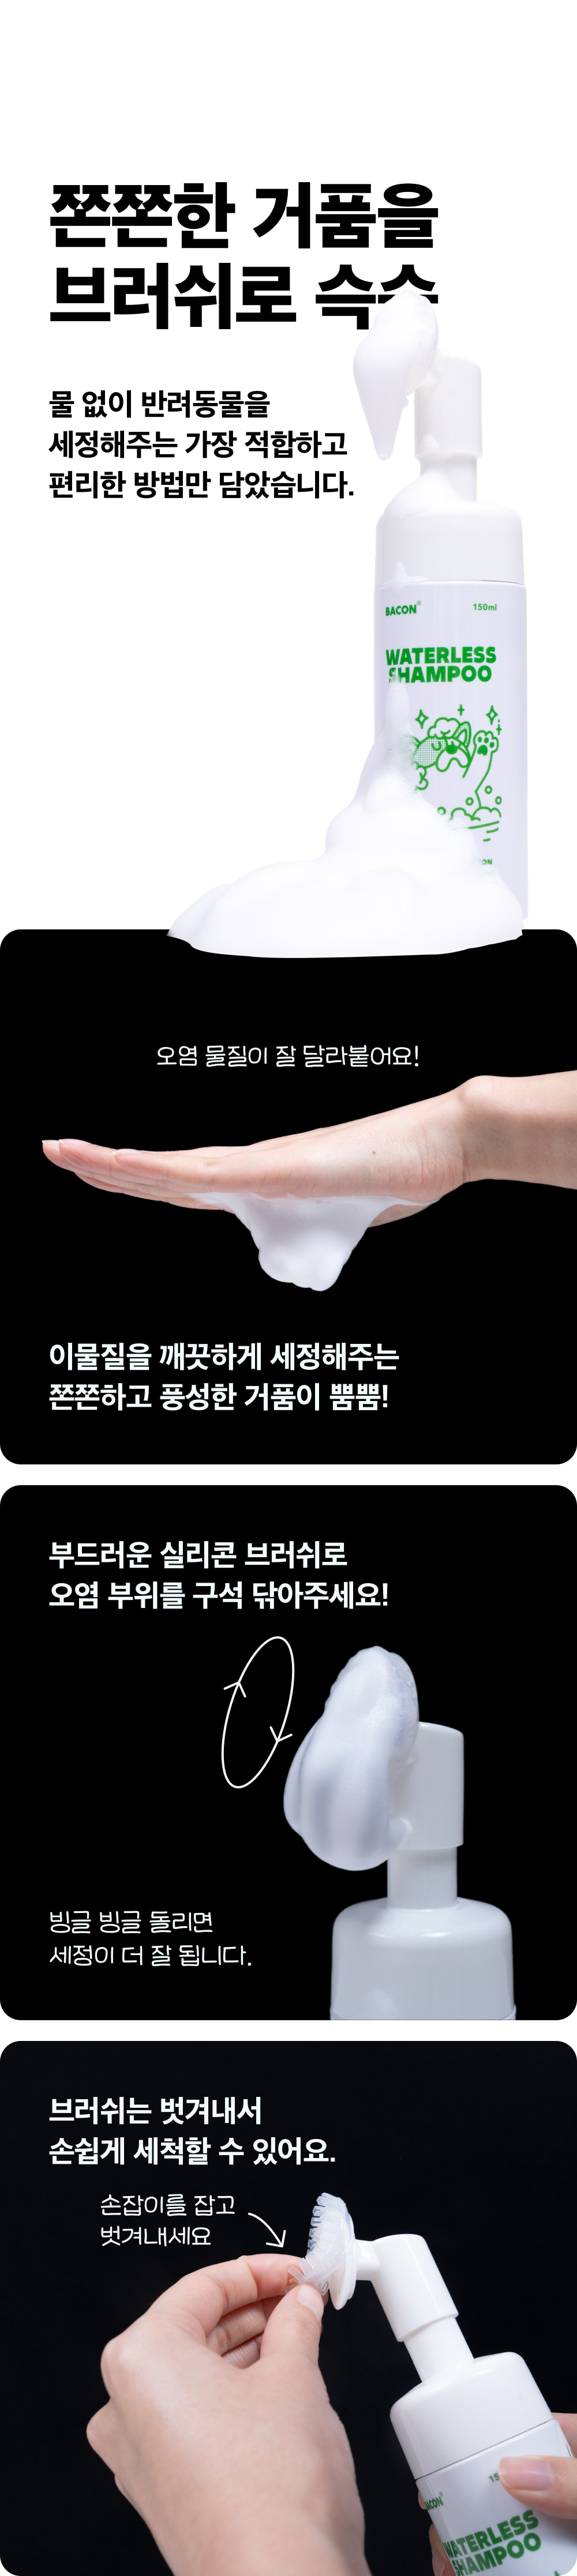 쫀쫀한 거품을
브러쉬로 슥슥
물 없이 반려동물을
세정해주는 가장 적합하고
편리한 방법만 담았습니다.
BACON®
150ml
WATERLESS
SHAMPOO
오염 물질이 잘 달라붙어요!
이물질을 깨끗하게 세정해주는
쫀쫀하고 풍성한 거품이 뿜뿜!
부드러운 실리콘 브러쉬로
오염 부위를 구석 닦아주세요!
빙글 빙글 돌리면
세정이 더 잘 됩니다.
브러쉬는 벗겨내서
손쉽게 세척할 수 있어요.
손잡이를 잡고
벗겨내세요
BACON®
WATERLESS
SHAMPOO